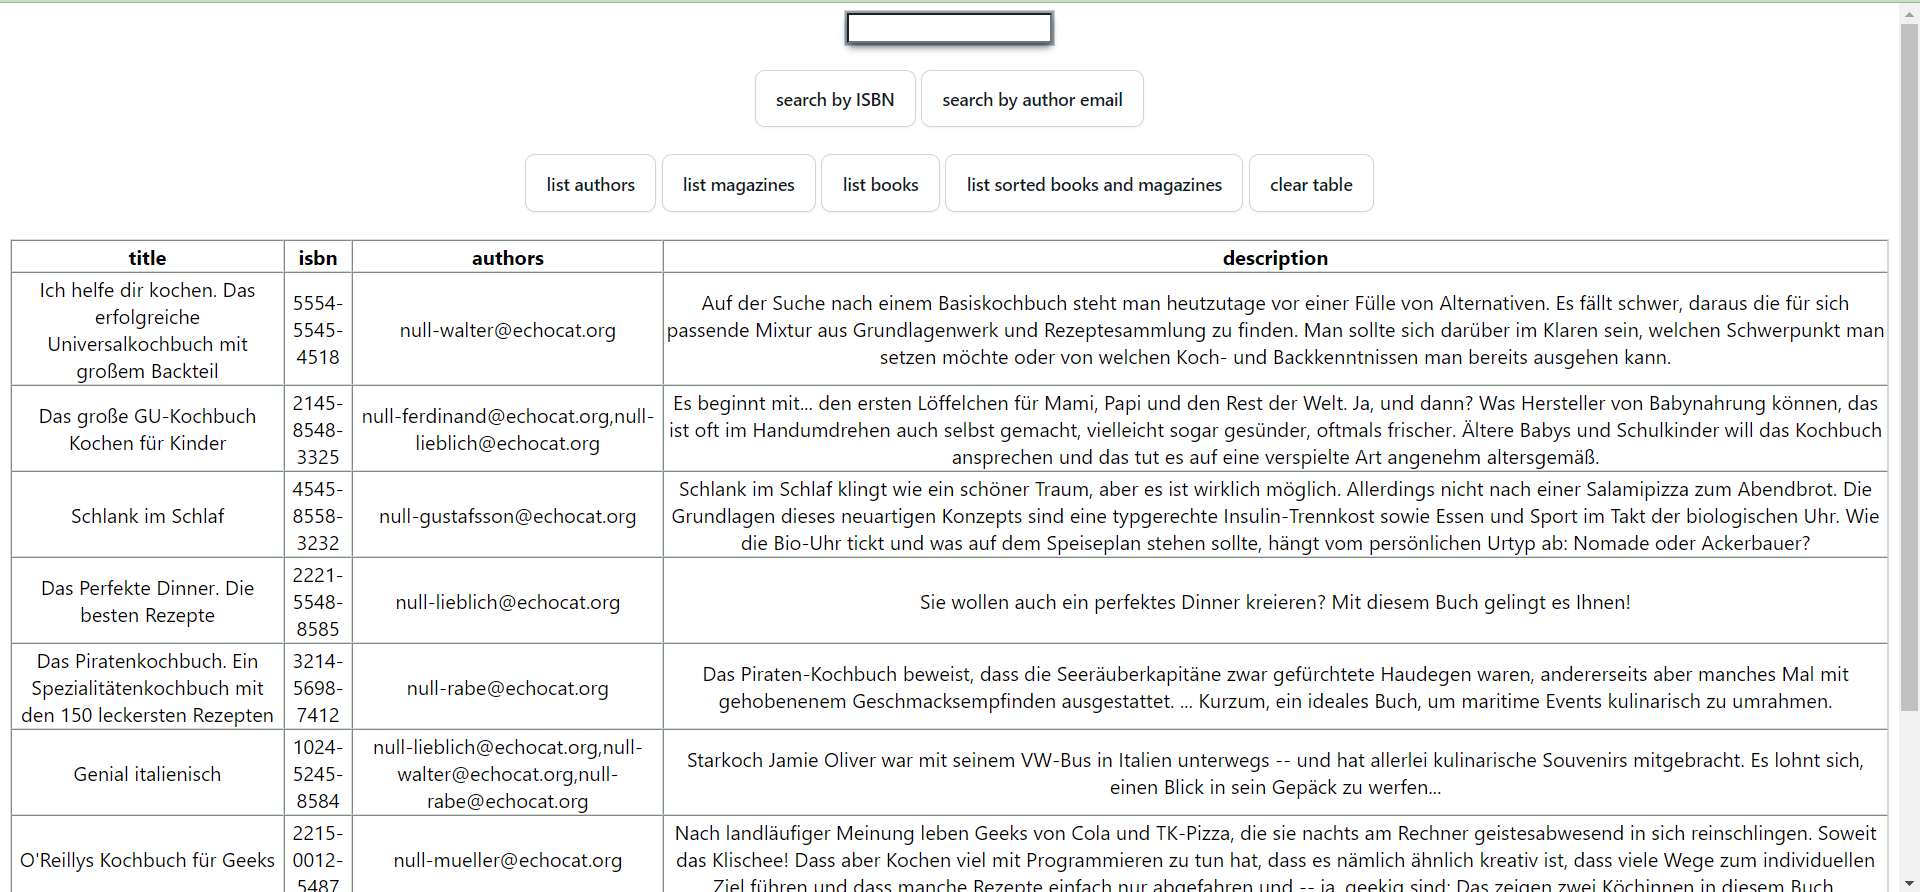 search by ISBN
search by author email
list authors
list magazines
list books
list sorted books and magazines
clear table
title
isbn
authors
description
Ich helfe dir kochen. Das
erfolgreiche
Universalkochbuch mit
großem Backteil
5554-
5545-
4518
null-walter@echocat.org
Auf der Suche nach einem Basiskochbuch steht man heutzutage vor einer Fülle von Alternativen. Es fällt schwer, daraus die für sich
passende Mixtur aus Grundlagenwerk und Rezeptesammlung zu finden. Man sollte sich darüber im Klaren sein, welchen Schwerpunkt man
setzen möchte oder von welchen Koch- und Backkenntnissen man bereits ausgehen kann.
Das große GU-Kochbuch
Kochen für Kinder
2145-
8548-
3325
null-ferdinand@echocat.org,null-
lieblich@echocat.org
Es beginnt mit... den ersten Löffelchen für Mami, Papi und den Rest der Welt. Ja, und dann? Was Hersteller von Babynahrung können, das
ist oft im Handumdrehen auch selbst gemacht, vielleicht sogar gesünder, oftmals frischer. Ältere Babys und Schulkinder will das Kochbuch
ansprechen und das tut es auf eine verspielte Art angenehm altersgemäß.
Schlank im Schlaf
4545-
8558-
3232
null-gustafsson@echocat.org
Schlank im Schlaf klingt wie ein schöner Traum, aber es ist wirklich möglich. Allerdings nicht nach einer Salamipizza zum Abendbrot. Die
Grundlagen dieses neuartigen Konzepts sind eine typgerechte Insulin-Trennkost sowie Essen und Sport im Takt der biologischen Uhr. Wie
die Bio-Uhr tickt und was auf dem Speiseplan stehen sollte, hängt vom persönlichen Urtyp ab: Nomade oder Ackerbauer?
Das Perfekte Dinner. Die
besten Rezepte
2221-
5548-
8585
null-lieblich@echocat.org
Sie wollen auch ein perfektes Dinner kreieren? Mit diesem Buch gelingt es Ihnen!
Das Piratenkochbuch. Ein
Spezialitätenkochbuch mit
den 150 leckersten Rezepten
3214-
5698-
7412
null-rabe@echocat.org
Das Piraten-Kochbuch beweist, dass die Seeräuberkapitäne zwar gefürchtete Haudegen waren, andererseits aber manches Mal mit
gehobenenem Geschmacksempfinden ausgestattet. ... Kurzum, ein ideales Buch, um maritime Events kulinarisch zu umrahmen.
Genial italienisch
1024-
5245-
8584
null-lieblich@echocat.org,null-
walter@echocat.org,null-
rabe@echocat.org
Starkoch Jamie Oliver war mit seinem VW-Bus in Italien unterwegs -- und hat allerlei kulinarische Souvenirs mitgebracht. Es lohnt sich,
einen Blick in sein Gepäck zu werfen...
O'Reillys Kochbuch für Geeks
2215-
0012-
5487
null-mueller@echocat.org
Nach landläufiger Meinung leben Geeks von Cola und TK-Pizza, die sie nachts am Rechner geistesabwesend in sich reinschlingen. Soweit
das Klischee! Dass aber Kochen viel mit Programmieren zu tun hat, dass es nämlich ähnlich kreativ ist, dass viele Wege zum individuellen
Ziel führen und dass manche Rezepte einfach nur abgefahren und -- ja, geekig sind: Das zeigen zwei Köchinnen in diesem Buch.